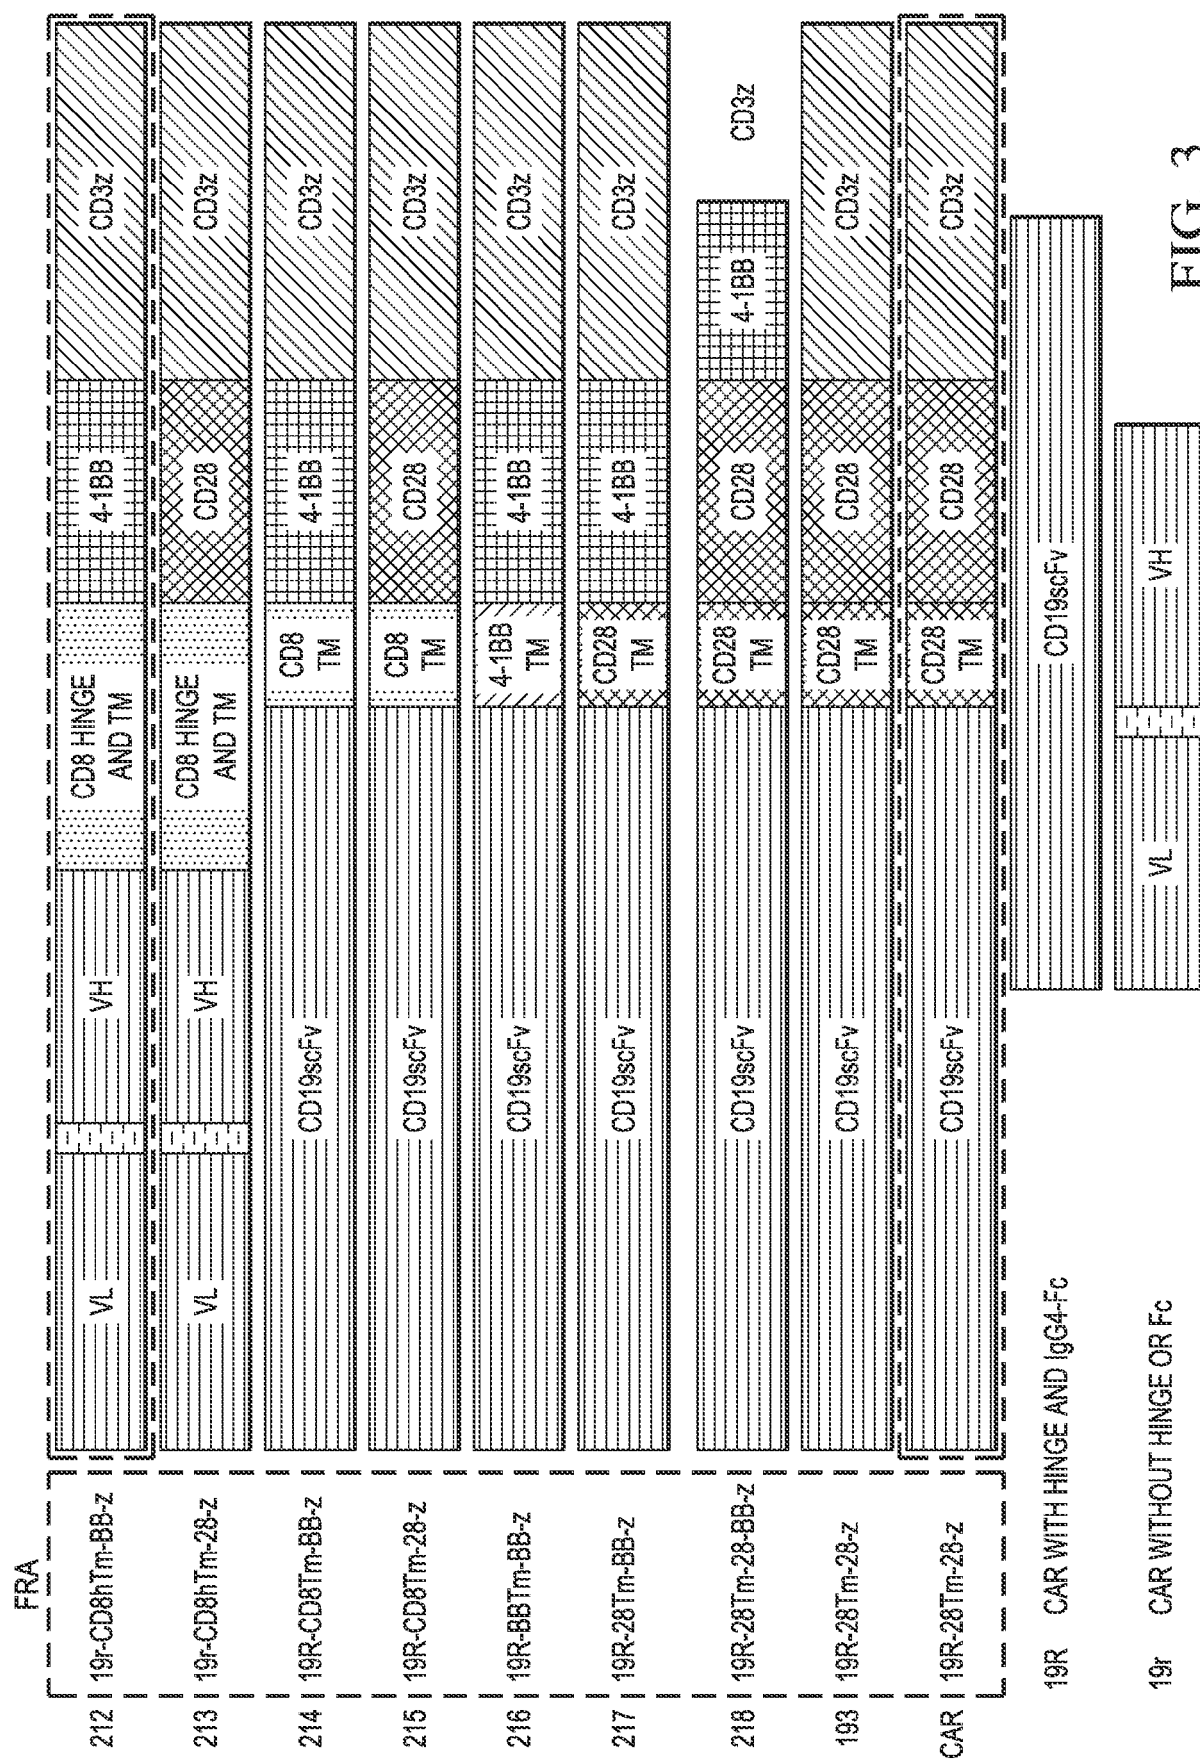 FRA
212 19r-CD8hTm-BB-z VL VH CD8 HINGE
AND TM 4-1BB CD3z
213 19r-CD8hTm-28-z VL VH CD8 HINGE
AND TM CD28 CD3z
214 19R-CD8Tm-BB-z CD19scFv CD8
TM 4-1BB CD3z
215 19R-CD8Tm-28-z CD19scFv CD8
TM CD28 CD3z
216 19R-BBTm-BB-z CD19scFv 4-1BB
TM 4-1BB CD3z
217 19R-28Tm-BB-z CD19scFv CD28
TM 4-1BB CD3z
218 19R-28Tm-28-BB-z CD19scFv CD28
TM CD28 4-1BB CD3z
193 19R-28Tm-28-z CD19scFv CD28
TM CD28 CD3z
CAR 19R-28Tm-28-z CD19scFv CD28
TM CD28 CD3z
19R CAR WITH HINGE AND IgG4-Fc CD19scFv
19r CAR WITHOUT HINGE OR Fc VL VH
FIG 3